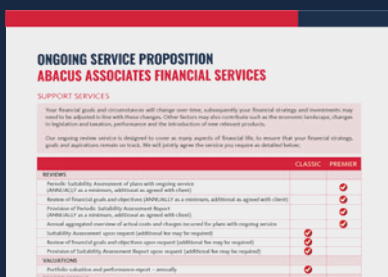 ONGOING SERVICE PROPOSITION
ABACUS ASSOCIATES FINANCIAL SERVICES
SUPPORT SERVICES
Your financial goals and circumstances will change over time, subsequently your financial strategy and investments may
need to be adjusted in line with those changes. Other factors may also contribute such as the economic landscape, changes
in legislation and taxation, performance and the introduction of new relevant products.
Our ongoing review service is designed to cover as many aspects of financial life, to ensure that your financial strategy,
goals and aspirations remain on track. We will jointly agree the service you require as detailed below:
CLASSIC PREMIER
REVIEWS
Periodic Suitability Assessment of plans with ongoing service
(ANNUALLY as a minimum, additional as agreed with client)
Review of financial goals and objectives (ANNUALLY as a minimum, additional as agreed with client)
Provision of Periodic Suitability Assessment Report
(ANNUALLY as a minimum, additional as agreed with client)
Annual aggregated overview of actual costs and charges incurred for plans with ongoing service
Suitability Assessment upon request (additional fee may be required)
Review of financial goals and objectives upon request (additional fee may be required)
Provision of Suitability Assessment Report upon request (additional fee may be required)
VALUATIONS
Portfolio valuation and performance report - annually